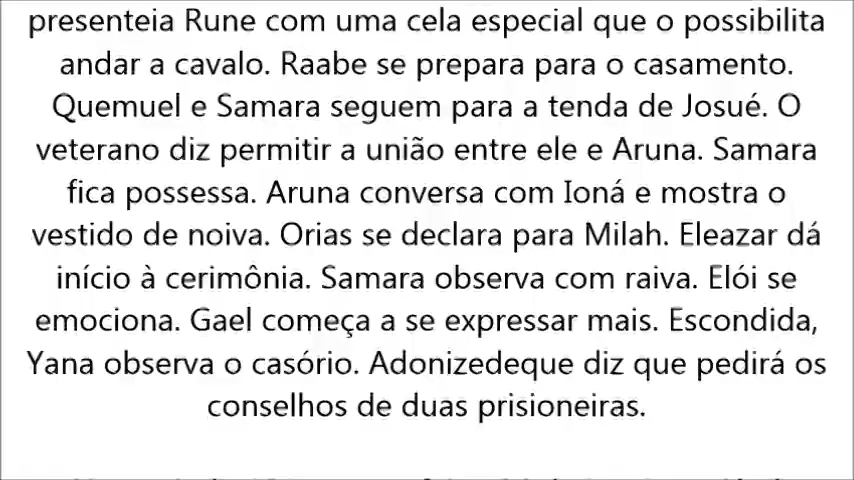 presenteia Rune com uma cela especial que o possibilita
andar a cavalo. Raabe se prepara para o casamento.
Quemuel e Samara seguem para a tenda de Josué. O
veterano diz permitir a união entre ele e Aruna. Samara
fica possessa. Aruna conversa com Ioná e mostra o
vestido de noiva. Orias se declara para Milah. Eleazar dá
início à cerimônia. Samara observa com raiva. Elói se
emociona. Gael começa a se expressar mais. Escondida,
Yana observa o casório. Adonizedeque diz que pedirá os
conselhos de duas prisioneiras.